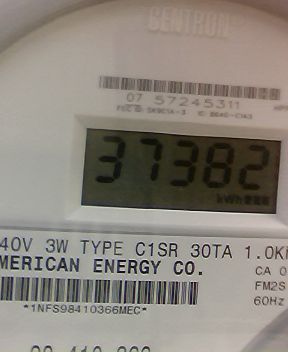 CENTRON
07 57245311
37382
kWh
40V 3W TYPE C1SR 30TA 1.0K
MERICAN ENERGY CO.
CA 0
FM2S
60Hz
*1NFS98410366MEC*